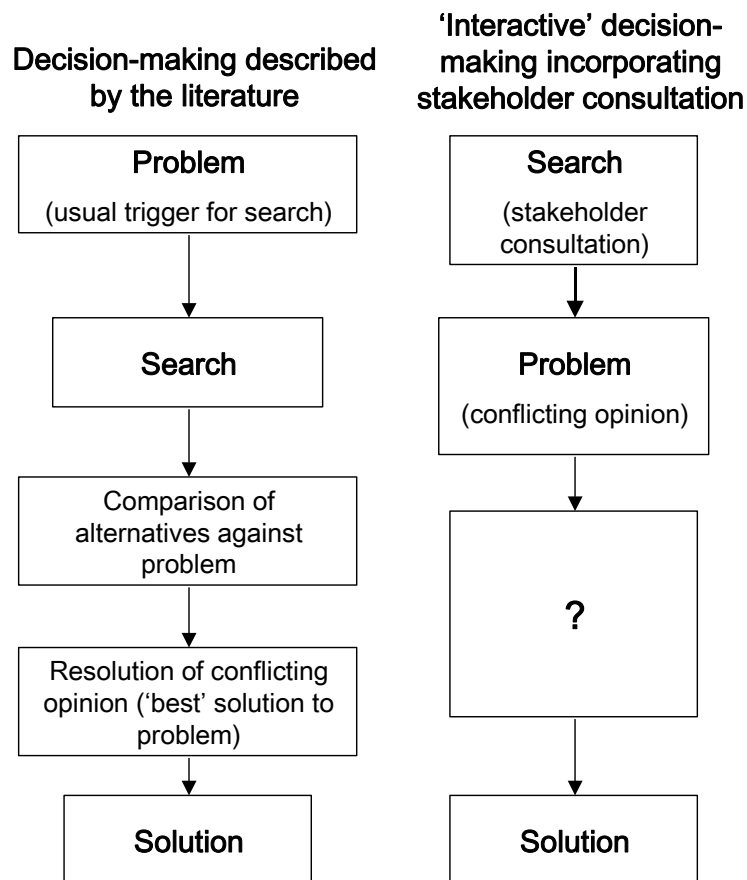 Decision-making described
by the literature
Problem
(usual trigger for search)
Search
Comparison of
alternatives against
problem
Resolution of conflicting
opinion (‘best’ solution to
problem)
Solution
‘Interactive’ decision-
making incorporating
stakeholder consultation
Search
(stakeholder
consultation)
Problem
(conflicting opinion)
?
Solution